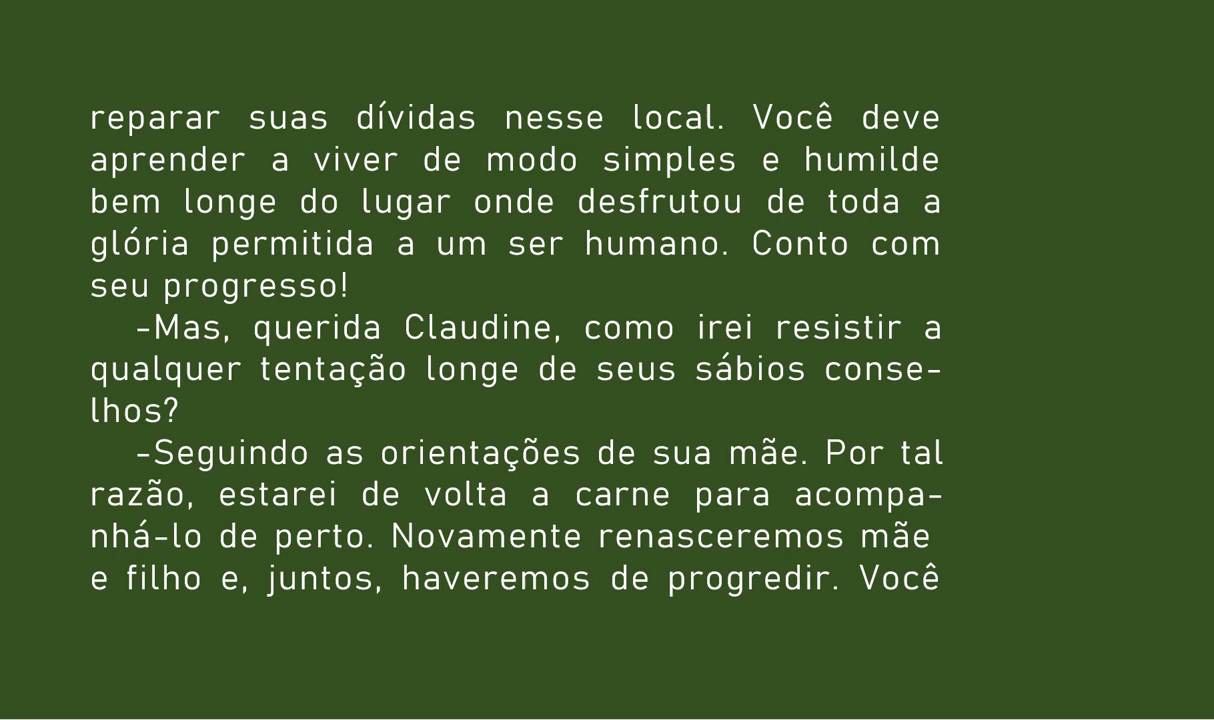 reparar suas dívidas nesse local. Você deve
aprender a viver de modo simples e humilde
bem longe do lugar onde desfrutou de toda a
glória permitida a um ser humano. Conto com
seu progresso!
-Mas, querida Claudine, como irei resistir a
qualquer tentação longe de seus sábios conse-
lhos?
-Seguindo as orientações de sua mãe. Por tal
razão, estarei de volta a carne para acompa-
nhá-lo de perto. Novamente renasceremos mãe
e filho e, juntos, haveremos de progredir. Você